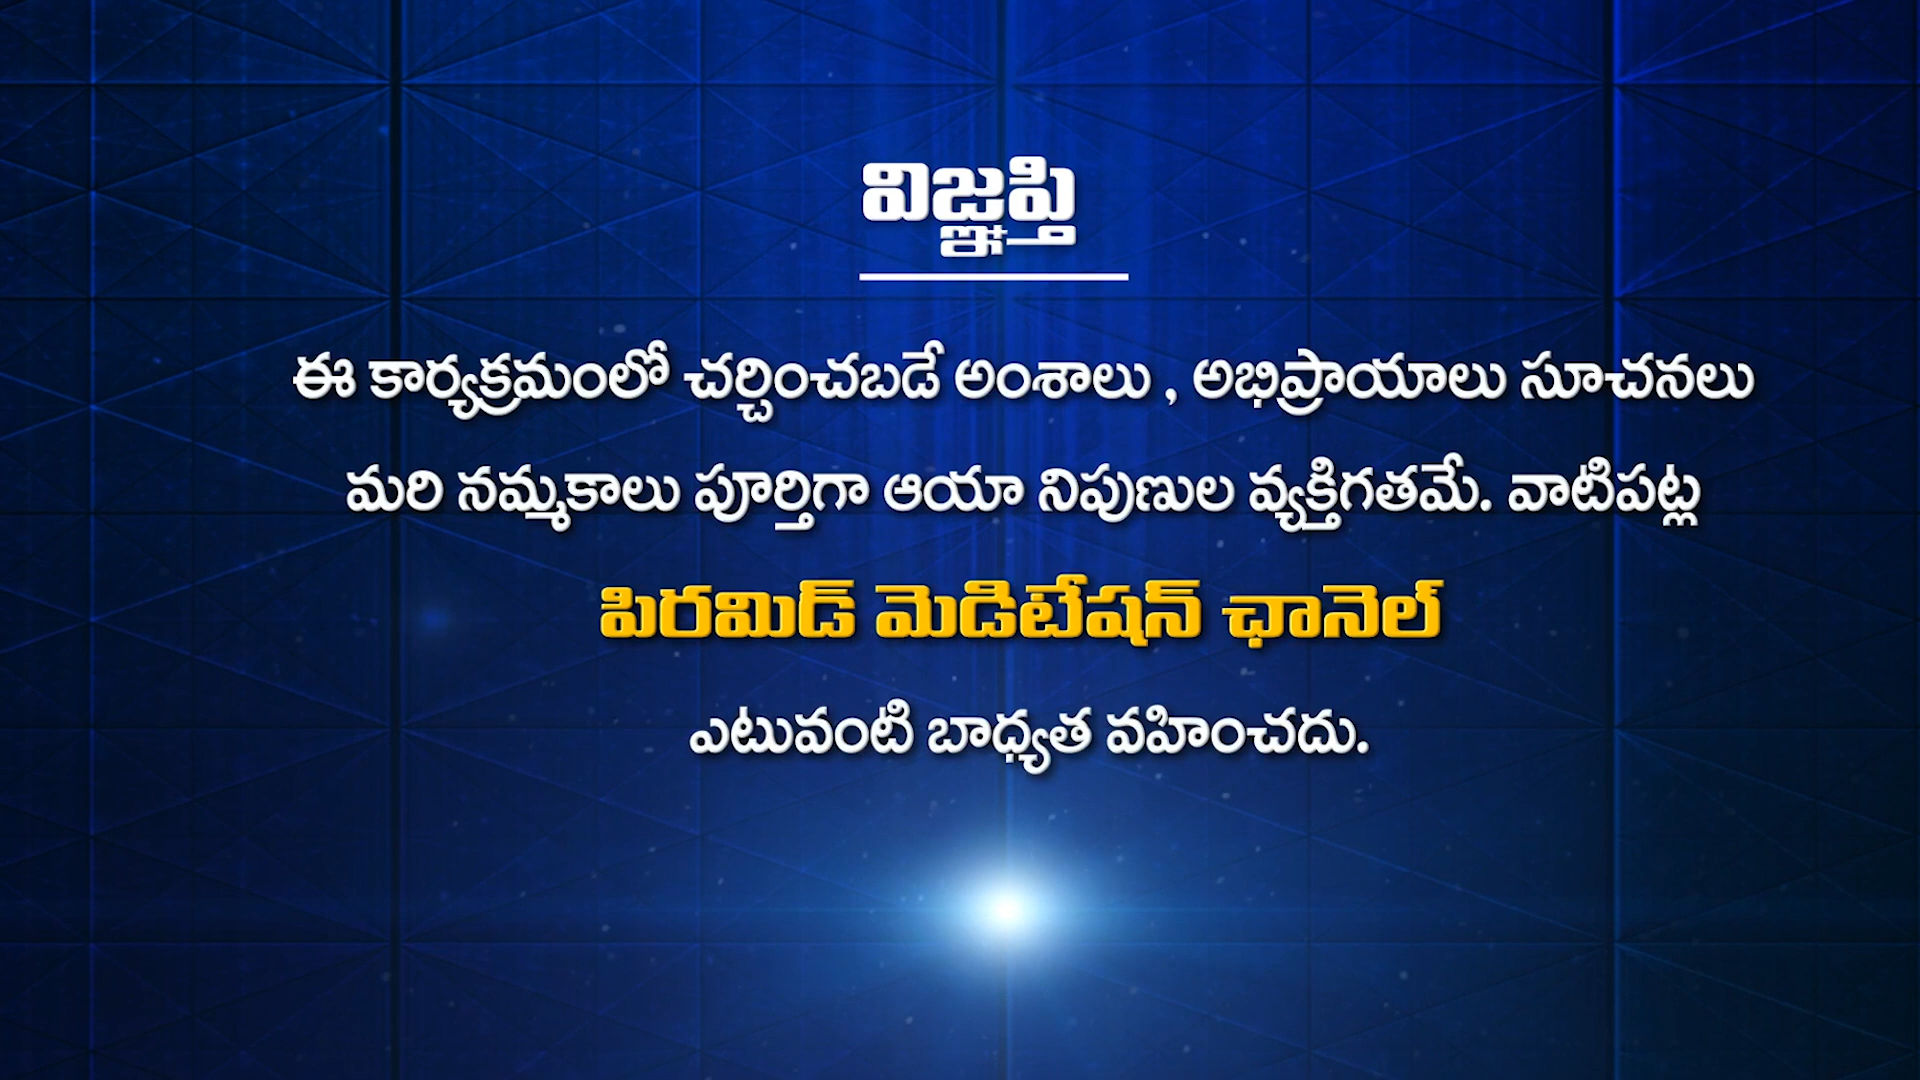 విజ్ఞప్తి
ఈ కార్యక్రమంలో చర్చించబడే అంశాలు , అభిప్రాయాలు సూచనలు
మరి నమ్మకాలు పూర్తిగా ఆయా నిపుణుల వ్యక్తిగతమే. వాటిపట్ల
పిరమిడ్ మెడిటేషన్ ఛానెల్
ఎటువంటి బాధ్యత వహించదు.